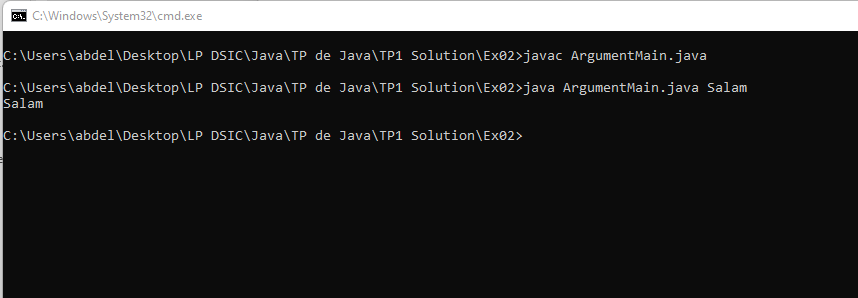 C:\Windows\System32\cmd.exe
C:\Users\abdel\Desktop\LP DSIC\Java\TP de Java\TP1 Solution\Ex02>javac ArgumentMain.java
C:\Users\abdel\Desktop\LP DSIC\Java\TP de Java\TP1 Solution\Ex02>java ArgumentMain.java Salam
Salam
C:\Users\abdel\Desktop\LP DSIC\Java\TP de Java\TP1 Solution\Ex02>